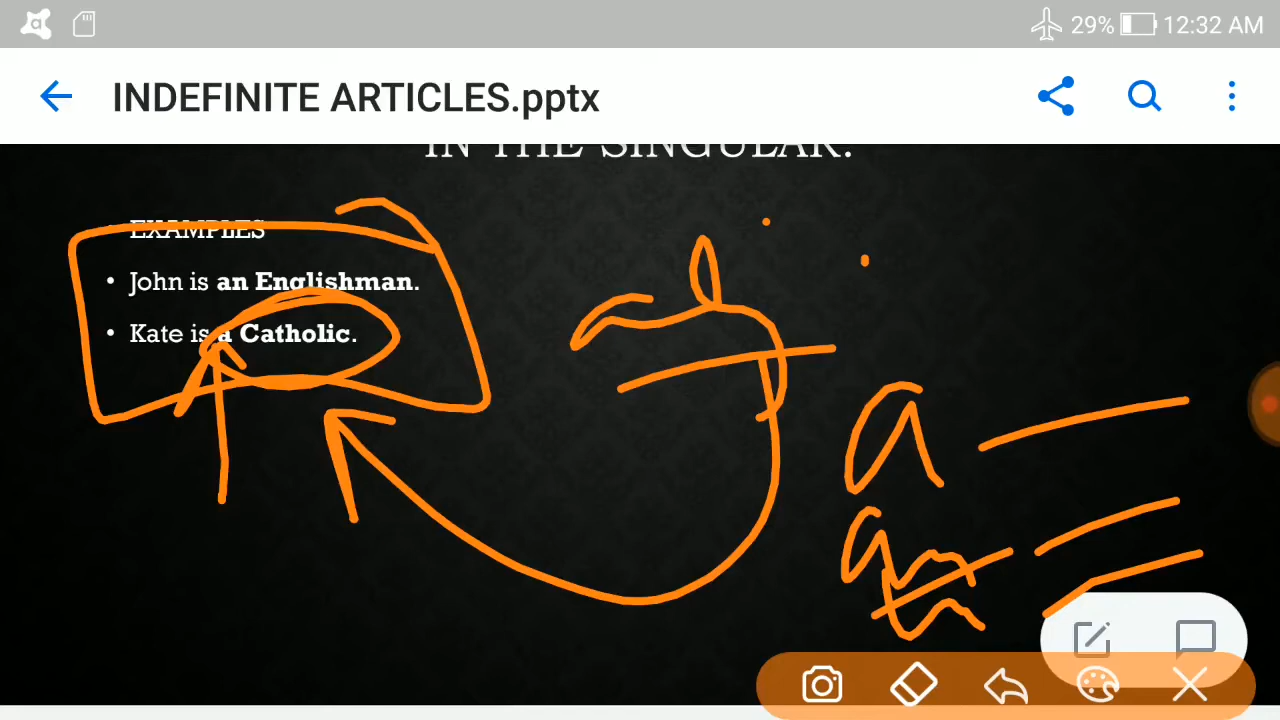 29% 12:32 AM
INDEFINITE ARTICLES.pptx
IN THE SINGULAR.
EXAMPLES
• John is an Englishman.
• Kate is a Catholic.
a